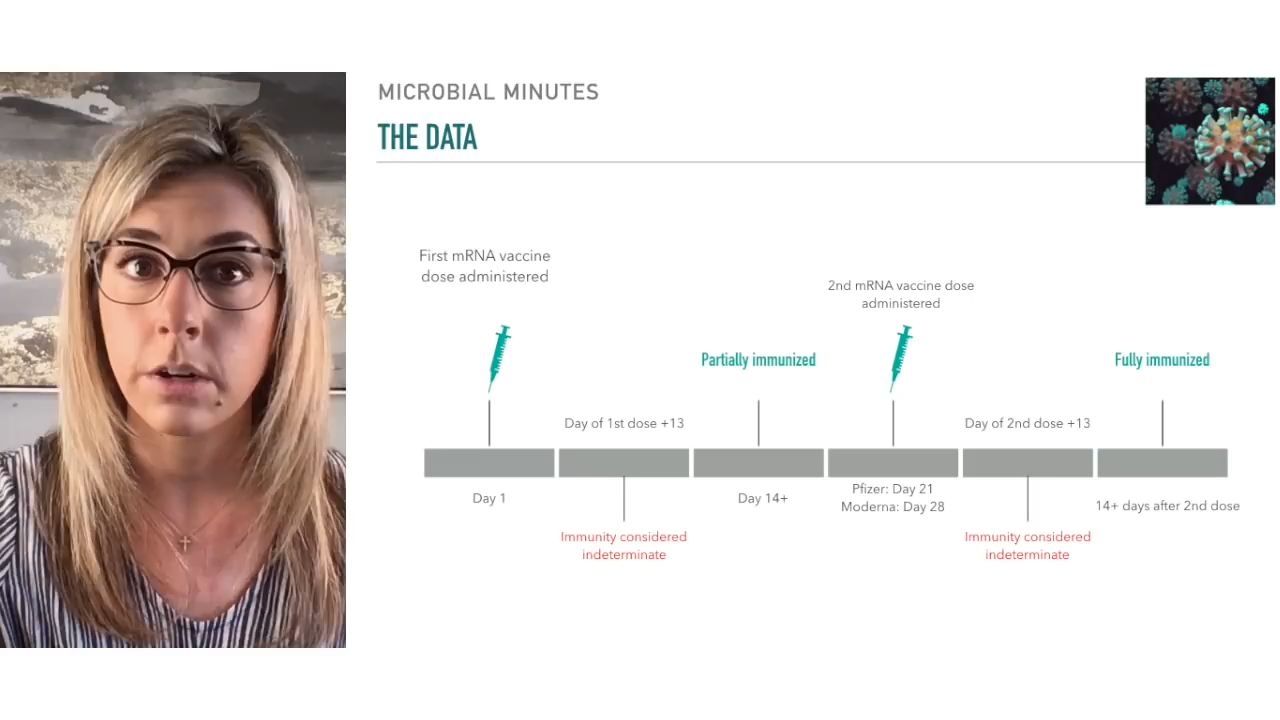 MICROBIAL MINUTES
THE DATA
First mRNA vaccine
dose administered
2nd mRNA vaccine dose
administered
Partially immunized
Fully immunized
Day of 1st dose +13
Day of 2nd dose +13
Day 1
Day 14+
Pfizer: Day 21
Moderna: Day 28
14+ days after 2nd dose
Immunity considered
indeterminate
Immunity considered
indeterminate